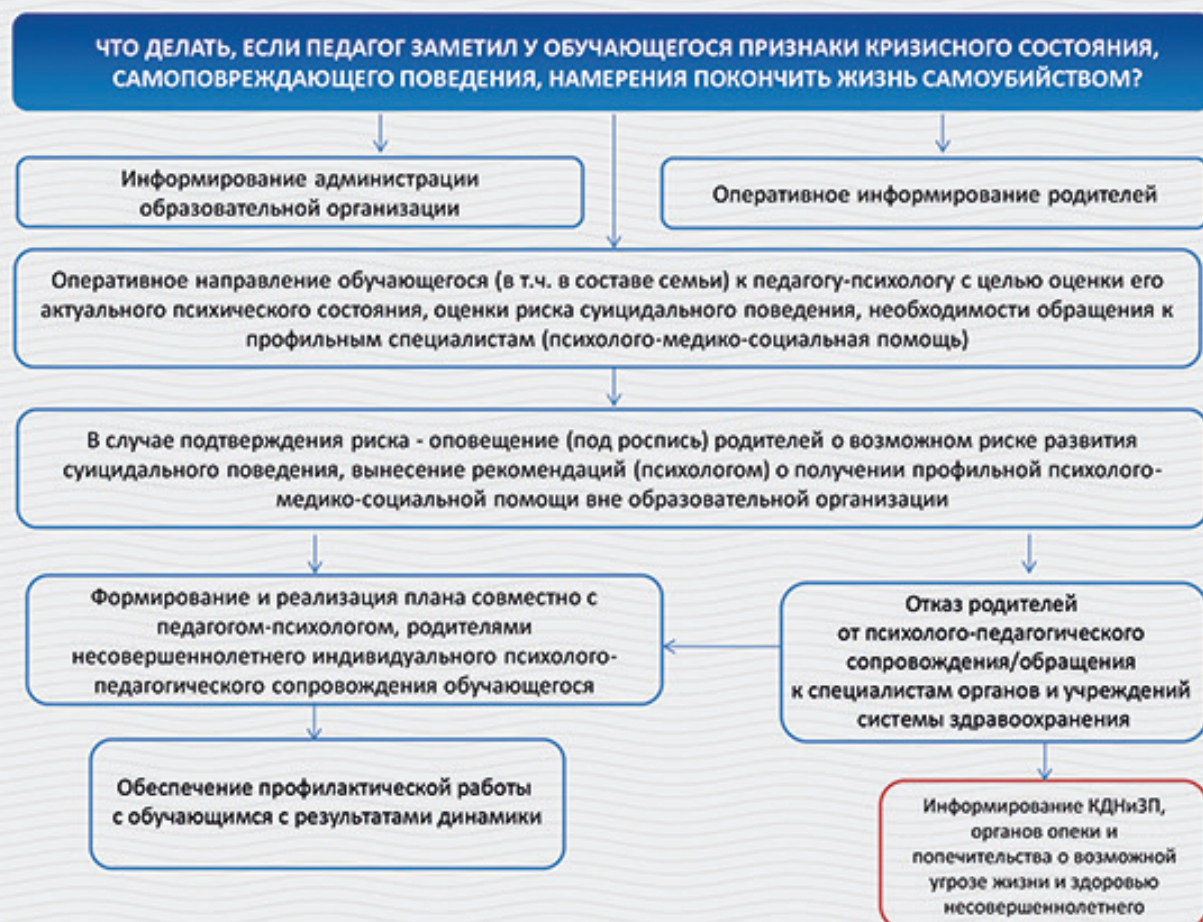 ЧТО ДЕЛАТЬ, ЕСЛИ ПЕДАГОГ ЗАМЕТИЛ У ОБУЧАЮЩЕГОСЯ ПРИЗНАКИ КРИЗИСНОГО СОСТОЯНИЯ,
САМОПОВРЕЖДАЮЩЕГО ПОВЕДЕНИЯ, НАМЕРЕНИЯ ПОКОНЧИТЬ ЖИЗНЬ САМОУБИЙСТВОМ?
Информирование администрации
образовательной организации
Оперативное информирование родителей
Оперативное направление обучающегося (в т.ч. в составе семьи) к педагогу-психологу с целью оценки его
актуального психического состояния, оценки риска суицидального поведения, необходимости обращения к
профильным специалистам (психолого-медико-социальная помощь)
В случае подтверждения риска - оповещение (под роспись) родителей о возможном риске развития
суицидального поведения, вынесение рекомендаций (психологом) о получении профильной психолого-
медико-социальной помощи вне образовательной организации
Формирование и реализация плана совместно с
педагогом-психологом, родителями
несовершеннолетнего индивидуального психолого-
педагогического сопровождения обучающегося
Отказ родителей
от психолого-педагогического
сопровождения/обращения
к специалистам органов и учреждений
системы здравоохранения
Обеспечение профилактической работы
с обучающимся с результатами динамики
Информирование КДНиЗП,
органов опеки и
попечительства о возможной
угрозе жизни и здоровью
несовершеннолетнего